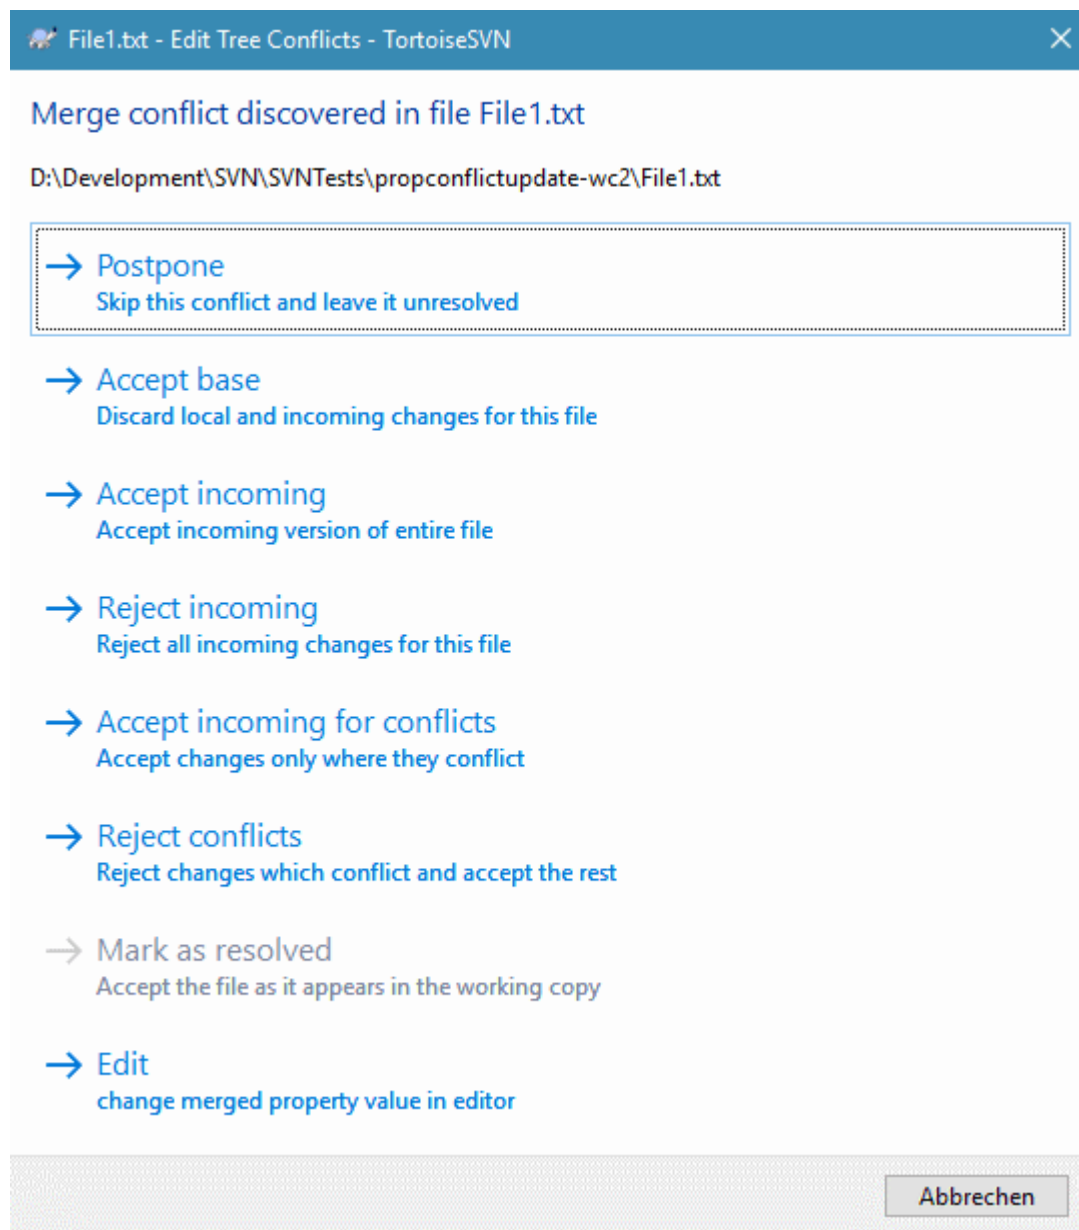 File1.txt - Edit Tree Conflicts - TortoiseSVN
Merge conflict discovered in file File1.txt
D:\Development\SVN\SVNTests\propconflictupdate-wc2\File1.txt
Postpone
Skip this conflict and leave it unresolved
Accept base
Discard local and incoming changes for this file
Accept incoming
Accept incoming version of entire file
Reject incoming
Reject all incoming changes for this file
Accept incoming for conflicts
Accept changes only where they conflict
Reject conflicts
Reject changes which conflict and accept the rest
Mark as resolved
Accept the file as it appears in the working copy
Edit
change merged property value in editor
Abbrechen